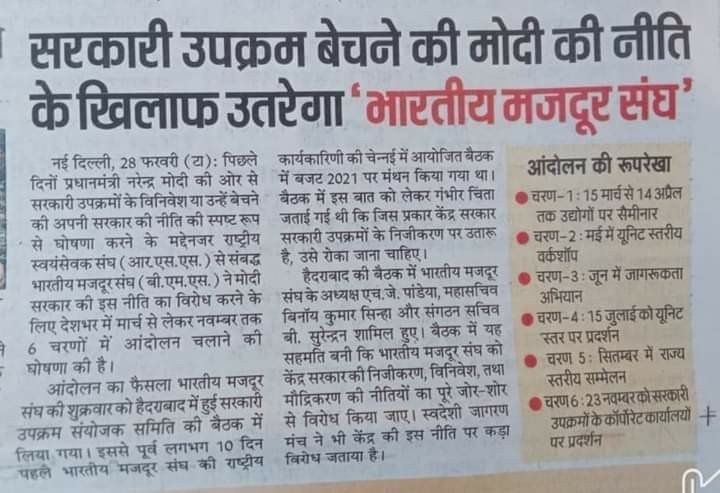 सरकारी उपक्रम बेचने की मोदी की नीति
के खिलाफ उतरेगा 'भारतीय मजदूर संघ'
नई दिल्ली, 28 फरवरी (टा): पिछले
दिनों प्रधानमंत्री नरेन्द्र मोदी की ओर से
सरकारी उपक्रमों के विनिवेश या उन्हें बेचने
की अपनी सरकार की नीति की स्पष्ट रूप
से घोषणा करने के मद्देनजर राष्ट्रीय
स्वयंसेवक संघ (आर.एस.एस.) से संबद्ध
भारतीय मजदूर संघ (बी.एम.एस.) ने मोदी
सरकार की इस नीति का विरोध करने के
लिए देशभर में मार्च से लेकर नवम्बर तक
6 चरणों में आंदोलन चलाने की
घोषणा की है।
आंदोलन का फैसला भारतीय मजदूर
संघ की शुक्रवार को हैदराबाद में हुई सरकारी
उपक्रम संयोजक समिति की बैठक में
लिया गया। इससे पूर्व लगभग 10 दिन
पहले भारतीय मजदूर संघ की राष्ट्रीय
कार्यकारिणी की चेन्नई में आयोजित बैठक
में बजट 2021 पर मंथन किया गया था।
बैठक में इस बात को लेकर गंभीर चिंता
जताई गई थी कि जिस प्रकार केंद्र सरकार
सरकारी उपक्रमों के निजीकरण पर उतारू
है, उसे रोका जाना चाहिए।
हैदराबाद की बैठक में भारतीय मजदूर
संघ के अध्यक्ष एच.जे. पांडेया, महासचिव
बिनॉय कुमार सिन्हा और संगठन सचिव
बी. सुरेन्द्रन शामिल हुए। बैठक में यह
सहमति बनी कि भारतीय मजदूर संघ को
केंद्र सरकार की निजीकरण, विनिवेश, तथा
मौद्रिकरण की नीतियों का पूरे जोर-शोर
से विरोध किया जाए। स्वदेशी जागरण
मंच ने भी केंद्र की इस नीति पर कड़ा
विरोध जताया है।
आंदोलन की रूपरेखा
चरण-1 : 15 मार्च से 14 अप्रैल
तक उद्योगों पर सैमीनार
चरण-2 : मई में यूनिट स्तरीय
वर्कशॉप
चरण-3 : जून में जागरूकता
अभियान
चरण-4 : 15 जुलाई को यूनिट
स्तर पर प्रदर्शन
चरण 5 : सितम्बर में राज्य
स्तरीय सम्मेलन
चरण 6 : 23 नवम्बर को सरकारी
उपक्रमों के कॉर्पोरेट कार्यालयों
पर प्रदर्शन